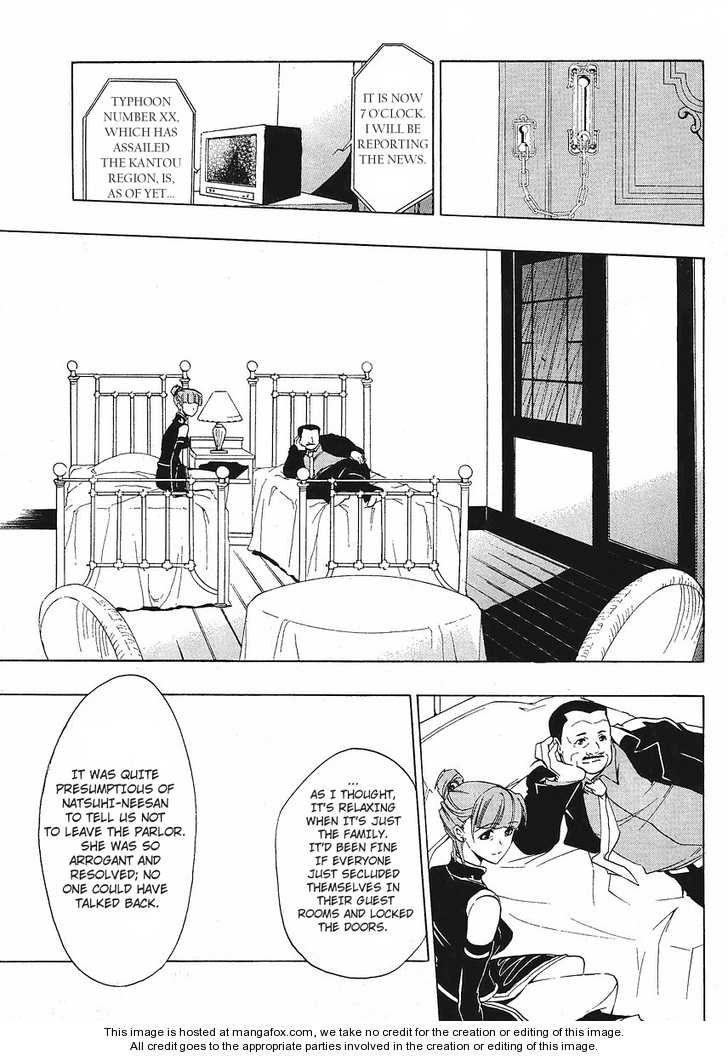 IT IS NOW
7 O'CLOCK.
I WILL BE
REPORTING
THE NEWS.
TYPHOON
NUMBER XX,
WHICH HAS
ASSAILED
THE KANTOU
REGION, IS,
AS OF YET...
...
AS I THOUGHT,
IT'S RELAXING
WHEN IT'S JUST
THE FAMILY.
IT'D BEEN FINE
IF EVERYONE
JUST SECLUDED
THEMSELVES IN
THEIR GUEST
ROOMS AND LOCKED
THE DOORS.
IT WAS QUITE
PRESUMPTIOUS OF
NATSUHI-NEESAN
TO TELL US NOT
TO LEAVE THE PARLOR.
SHE WAS SO
ARROGANT AND
RESOLVED; NO
ONE COULD HAVE
TALKED BACK.
This image is hosted at mangafox.com, we take no credit for the creation or editing of this image.
All credit goes to the appropriate parties involved in the creation or editing of this image.